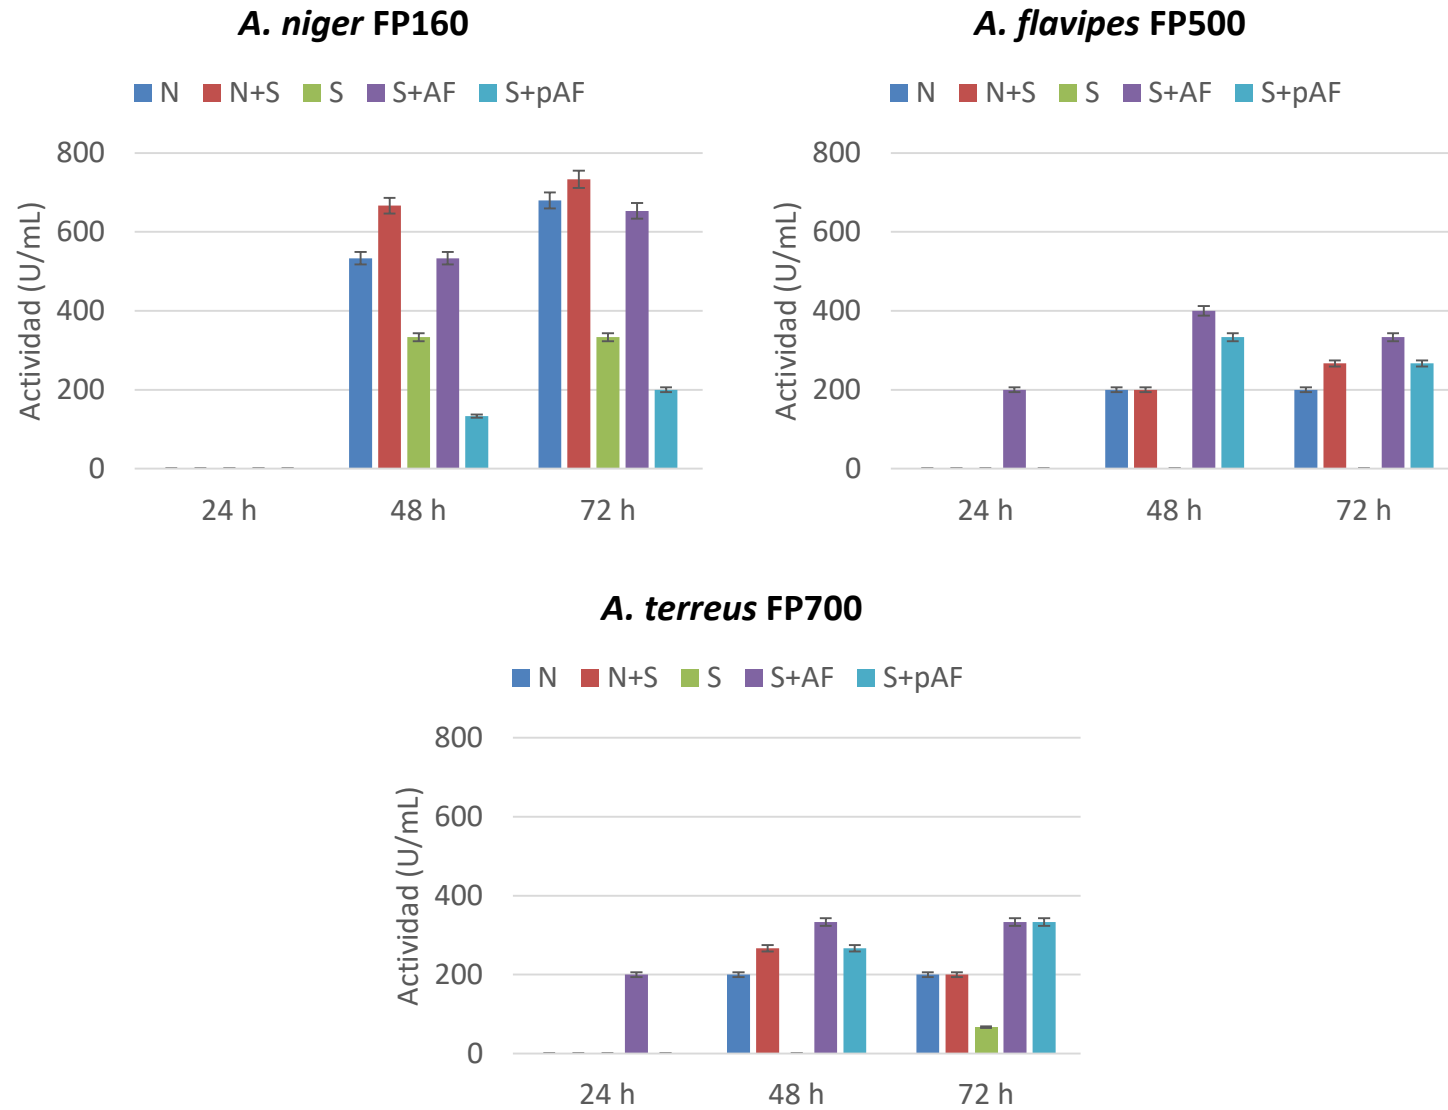 A. niger FP160
N N+S S S+AF S+pAF
Actividad (U/mL)
800
600
400
200
0
24 h 48 h 72 h
A. flavipes FP500
N N+S S S+AF S+pAF
Actividad (U/mL)
800
600
400
200
0
24 h 48 h 72 h
A. terreus FP700
N N+S S S+AF S+pAF
Actividad (U/mL)
800
600
400
200
0
24 h 48 h 72 h